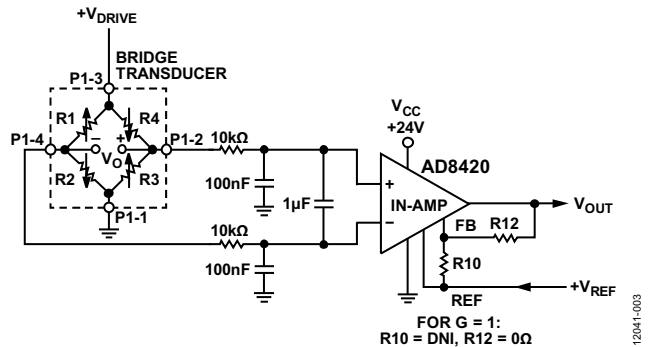 +VDRIVE
BRIDGE
TRANSDUCER
P1-3
R1
R4
P1-4
− VO +
P1-2
R2
R3
P1-1
10kΩ
100nF
1µF
10kΩ
100nF
VCC
+24V
AD8420
+
IN-AMP
−
FB
R12
VOUT
R10
REF
+VREF
FOR G = 1:
R10 = DNI, R12 = 0Ω
12041-003